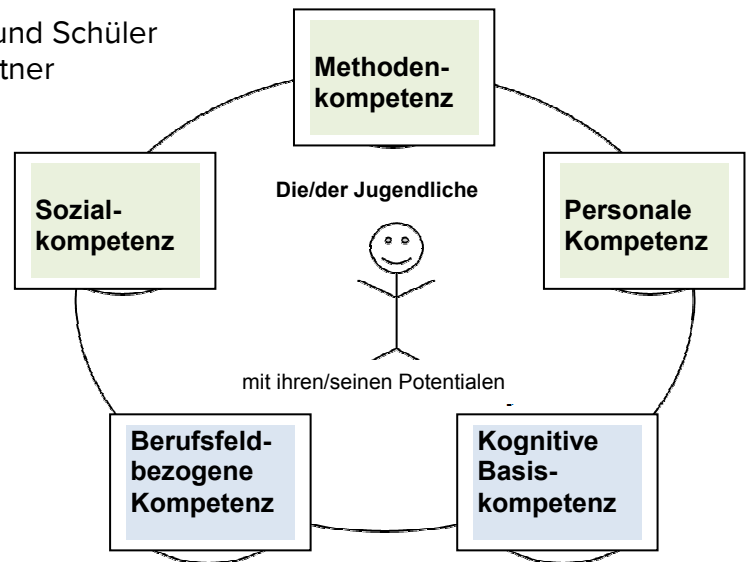 und Schüler
tner
Methoden-
kompetenz
Sozial-
kompetenz
Die/der Jugendliche
Personale
Kompetenz
mit ihren/seinen Potentialen
Berufsfeld-
bezogene
Kompetenz
Kognitive
Basis-
kompetenz